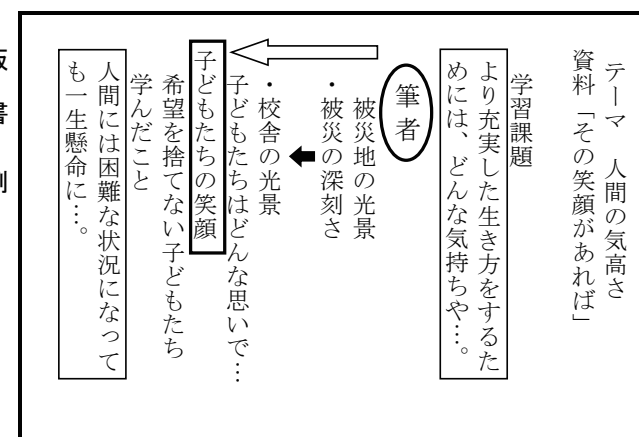 テーマ　人間の気高さ
資料「その笑顔があれば」
学習課題
より充実した生き方をするた
めには、どんな気持ちや…。
筆者
被災地の光景
・被災の深刻さ
・校舎の光景
子どもたちはどんな思いで…
子どもたちの笑顔
希望を捨てない子どもたち
学んだこと
人間には困難な状況になって
も一生懸命に…。